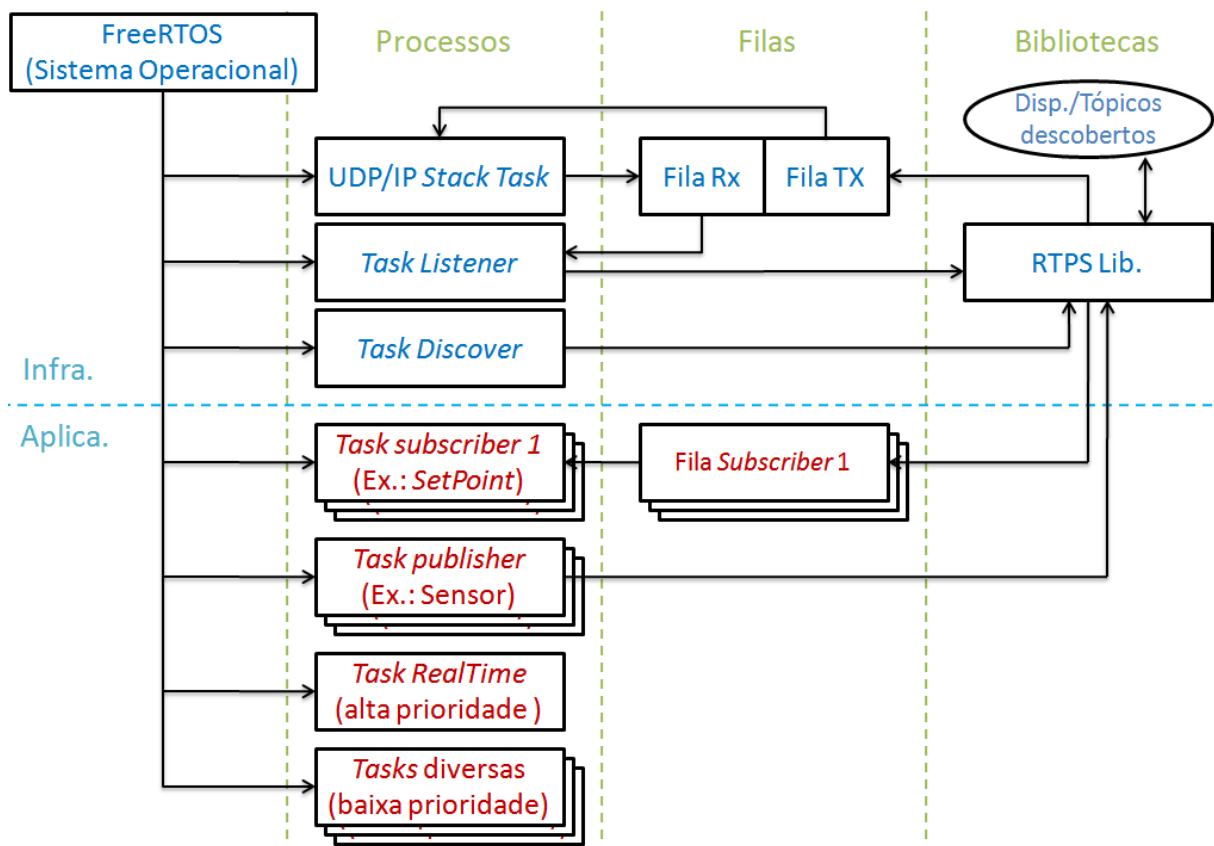 FreeRTOS
(Sistema Operacional)
Processos
Filas
Bibliotecas
Disp./Tópicos
descobertos
UDP/IP Stack Task
Fila Rx
Fila TX
Task Listener
RTPS Lib.
Task Discover
Infra.
Aplica.
Task subscriber 1
(Ex.: SetPoint)
Fila Subscriber 1
Task publisher
(Ex.: Sensor)
Task RealTime
(alta prioridade )
Tasks diversas
(baixa prioridade)